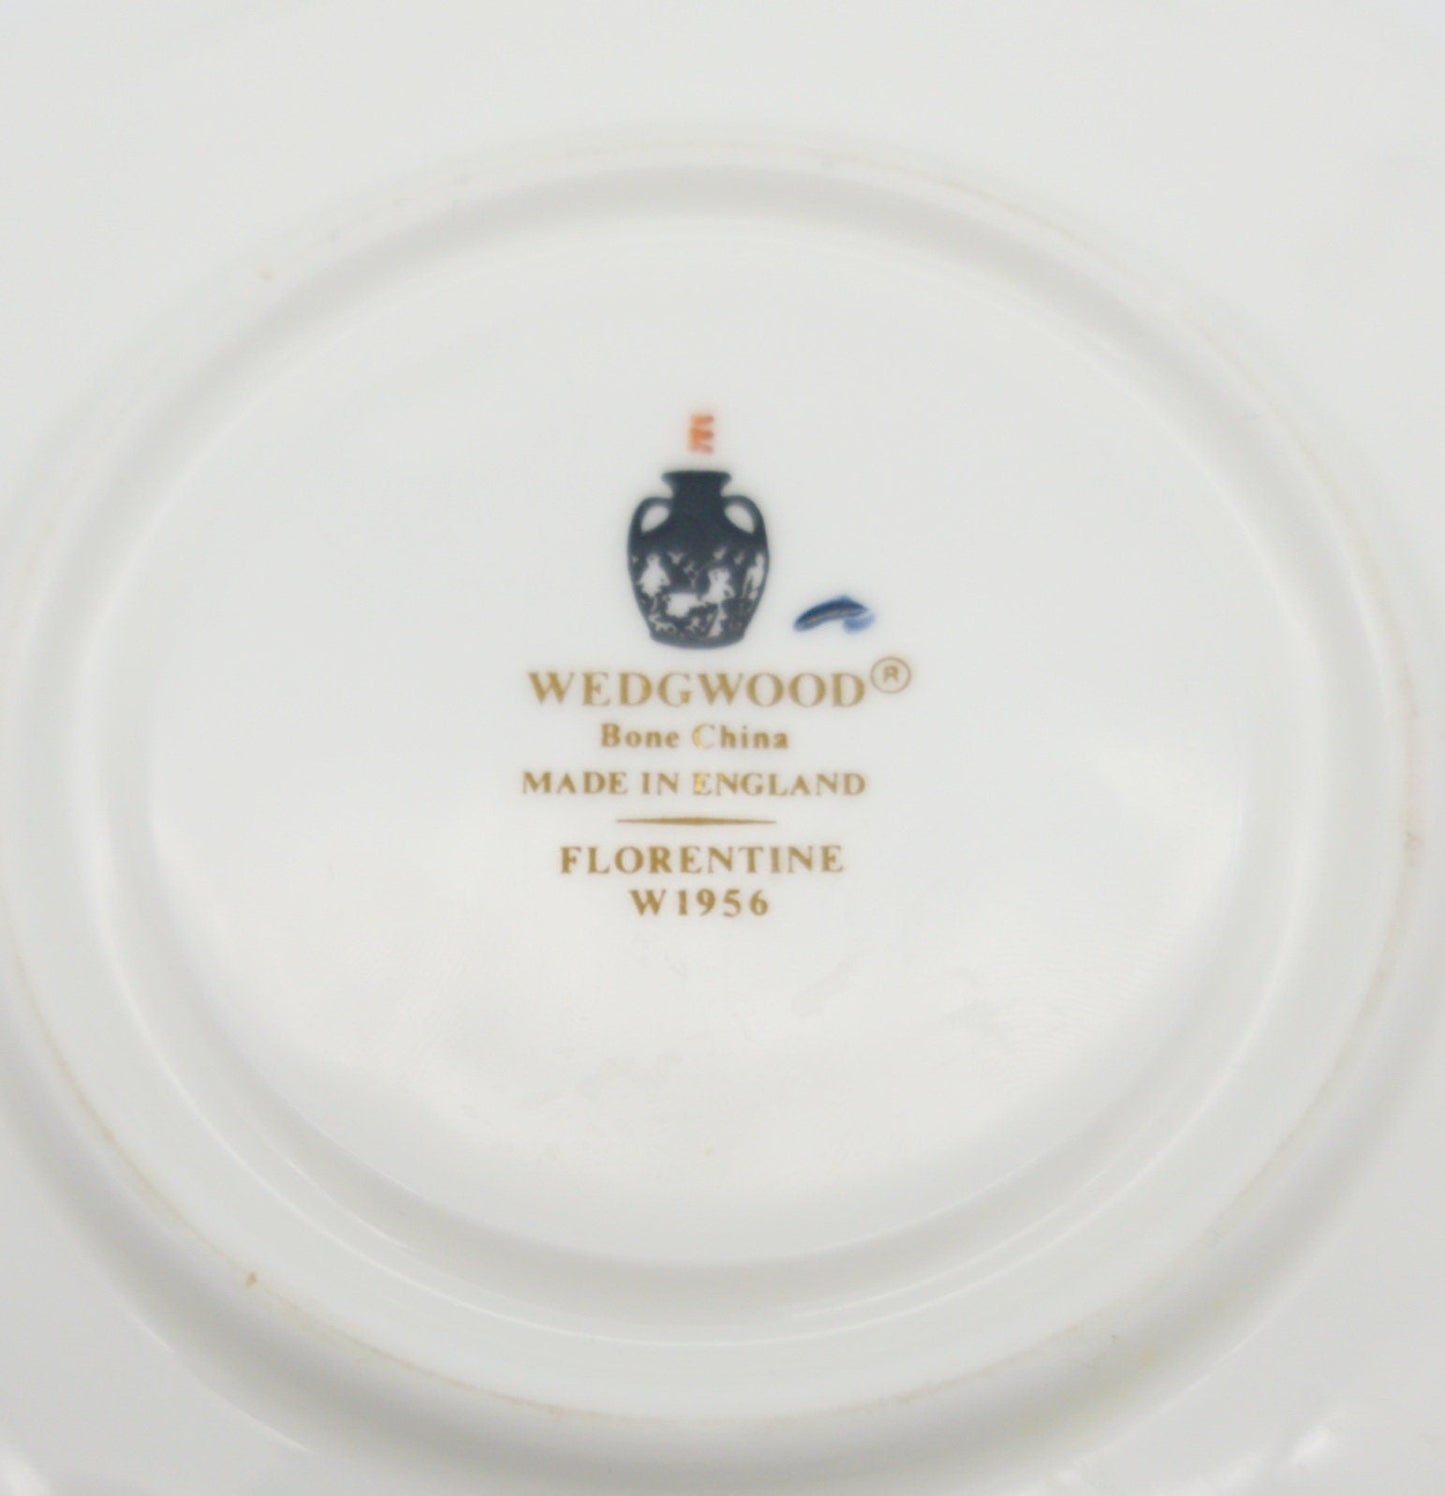 WEDGWOOD®
Bone China
MADE IN ENGLAND
FLORENTINE
W1956